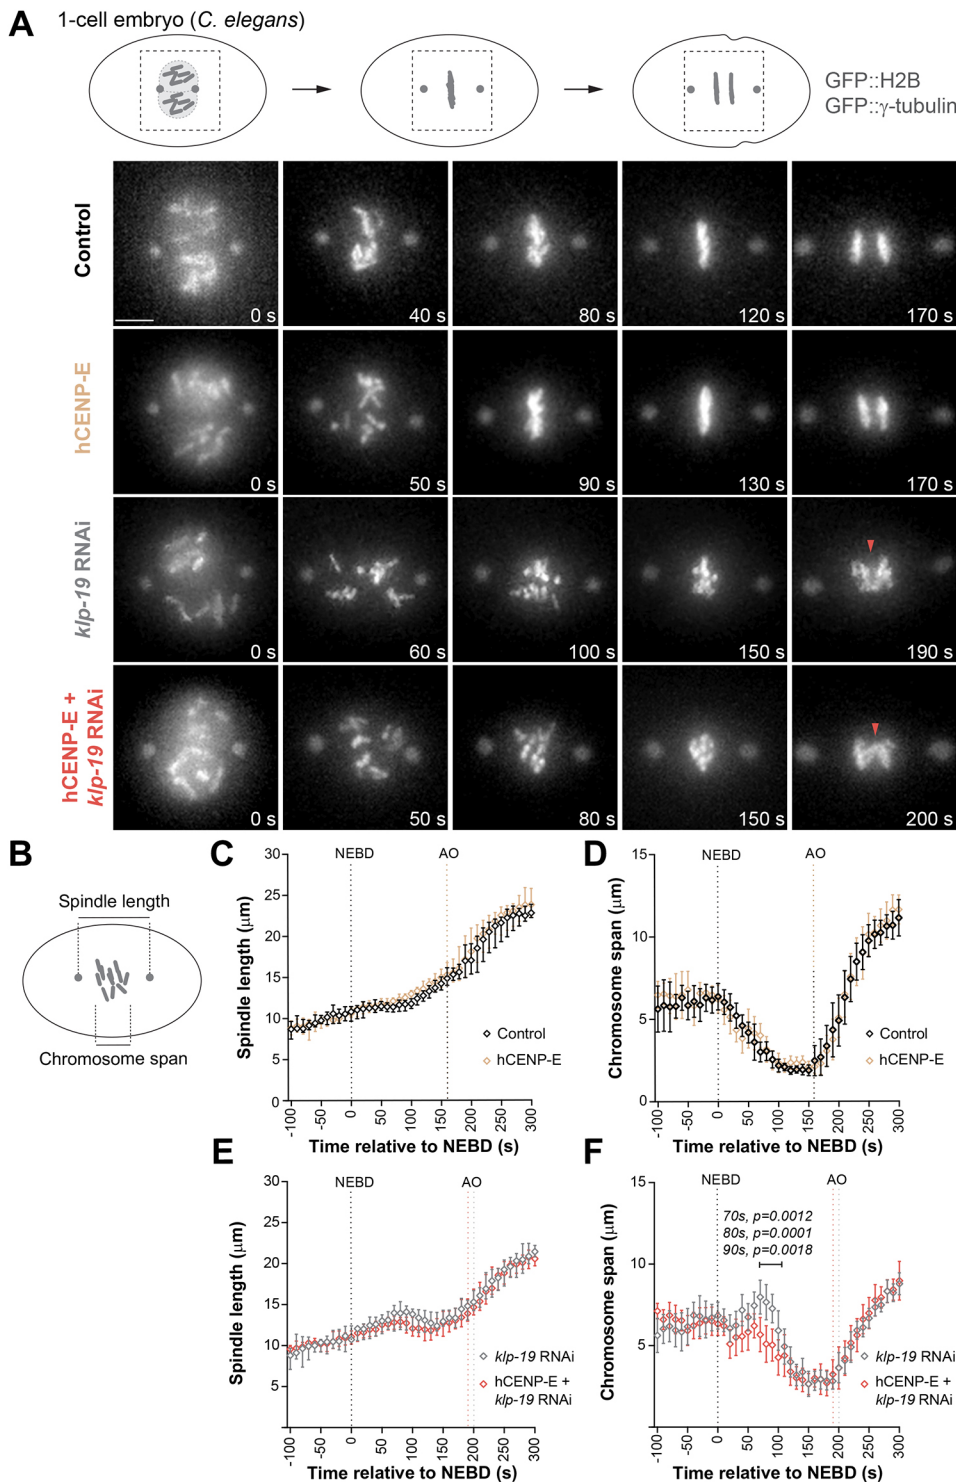 A
1-cell embryo (C. elegans)
GFP::H2B
GFP::γ-tubulin
Control
0 s
40 s
80 s
120 s
170 s
hCENP-E
0 s
50 s
90 s
130 s
170 s
klp-19 RNAi
0 s
60 s
100 s
150 s
190 s
hCENP-E +
klp-19 RNAi
0 s
50 s
80 s
150 s
200 s
B
Spindle length
Chromosome span
C
NEBD
AO
Spindle length (μm)
30
25
20
15
10
5
0
Control
hCENP-E
-100
-50
0
50
100
150
200
250
300
Time relative to NEBD (s)
D
NEBD
AO
Chromosome span (μm)
15
10
5
0
Control
hCENP-E
-100
-50
0
50
100
150
200
250
300
Time relative to NEBD (s)
E
NEBD
AO
Spindle length (μm)
30
25
20
15
10
5
klp-19 RNAi
hCENP-E +
klp-19 RNAi
-100
-50
0
50
100
150
200
250
300
Time relative to NEBD (s)
F
NEBD
AO
70s, p=0.0012
80s, p=0.0001
90s, p=0.0018
Chromosome span (μm)
15
10
5
klp-19 RNAi
hCENP-E +
klp-19 RNAi
-100
-50
0
50
100
150
200
250
300
Time relative to NEBD (s)